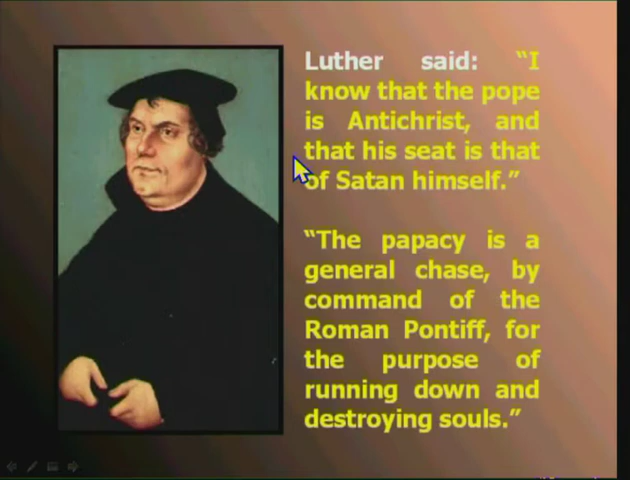 Luther said: “I
know that the pope
is Antichrist, and
that his seat is that
of Satan himself.”
“The papacy is a
general chase, by
command of the
Roman Pontiff, for
the purpose of
running down and
destroying souls.”